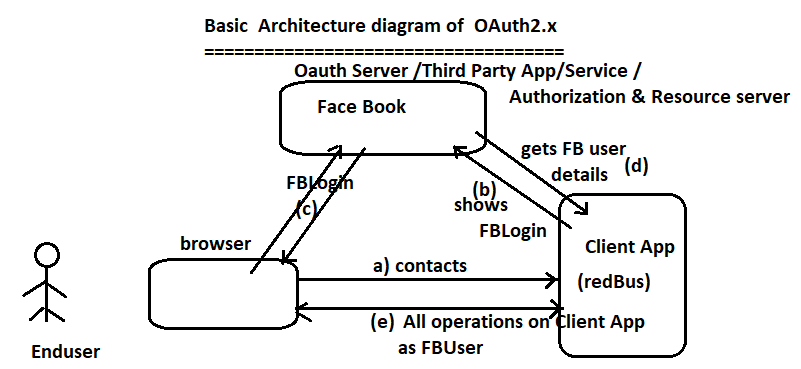 Basic Architecture diagram of OAuth2.x
====================================
Oauth Server /Third Party App/Service /
Authorization & Resource server
Face Book
gets FB user
details (d)
FBLogin
(c)
(b)
shows
FBLogin
browser
Client App
(redBus)
a) contacts
(e) All operations on Client App
as FBUser
Enduser